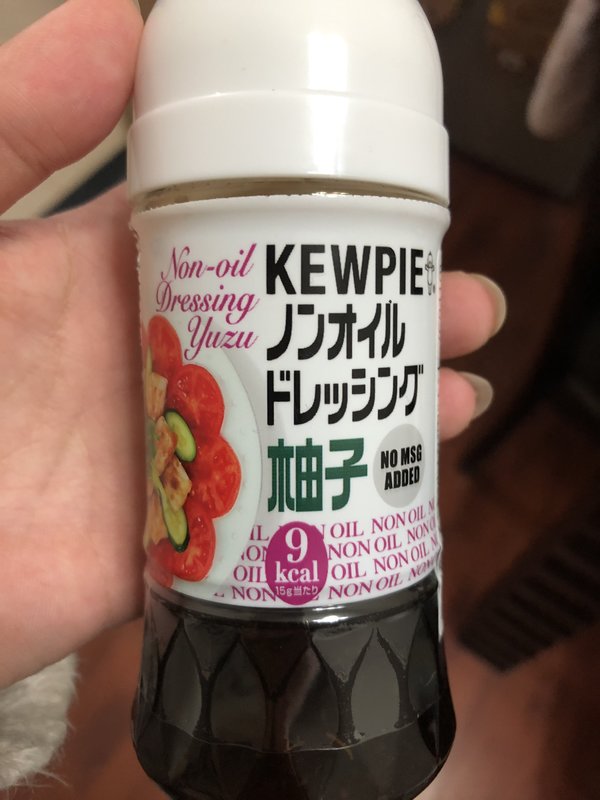 Non-oil
Dressing
Yuzu
KEWPIE
ノンオイル
ドレッシング
柚子
NO MSG
ADDED
9
kcal
15g当たり
OIL NON OIL
NON OIL
OIL NON OIL
NON OIL NON OIL